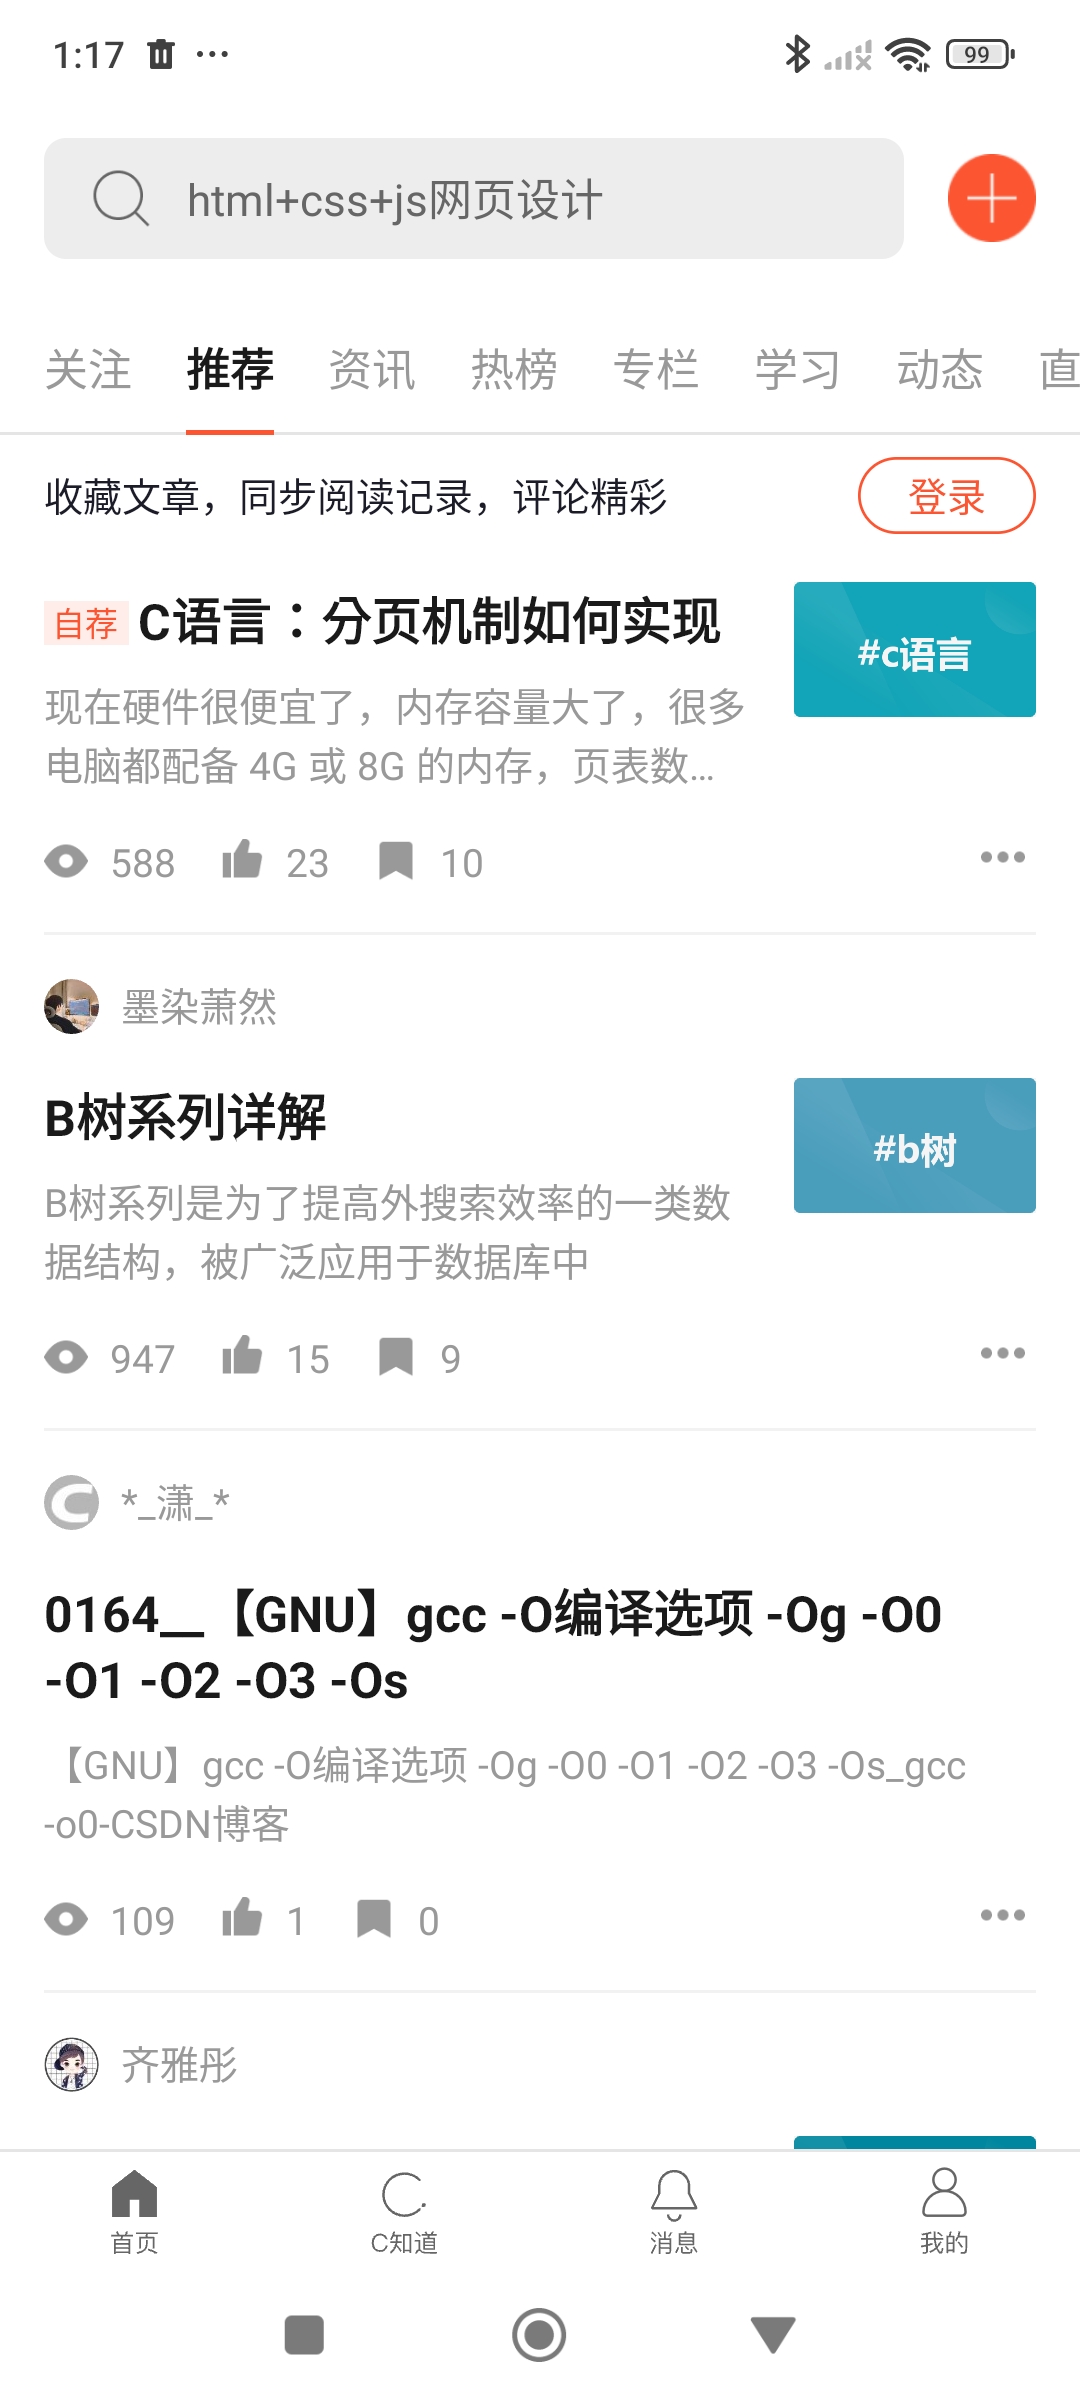 1:17
99
html+css+js网页设计
关注 推荐 资讯 热榜 专栏 学习 动态 直
收藏文章，同步阅读记录，评论精彩
登录
自荐 C语言：分页机制如何实现
#c语言
现在硬件很便宜了，内存容量大了，很多
电脑都配备 4G 或 8G 的内存，页表数...
588 23 10
墨染萧然
B树系列详解
#b树
B树系列是为了提高外搜索效率的一类数
据结构，被广泛应用于数据库中
947 15 9
*_潇_*
0164__【GNU】gcc -O编译选项 -Og -O0
-O1 -O2 -O3 -Os
【GNU】gcc -O编译选项 -Og -O0 -O1 -O2 -O3 -Os_gcc
-o0-CSDN博客
109 1 0
齐雅彤
首页 C知道 消息 我的